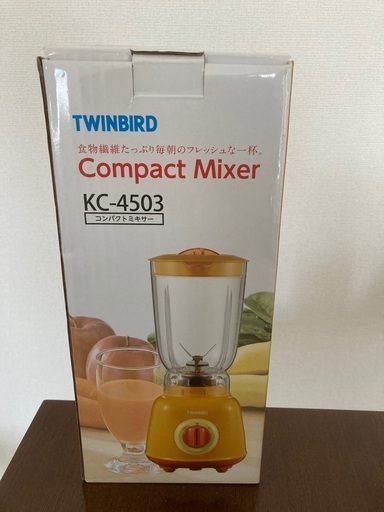 TWINBIRD
食物繊維たっぷり毎朝のフレッシュな一杯。
Compact Mixer
KC-4503
コンパクトミキサー
TWINBIRD